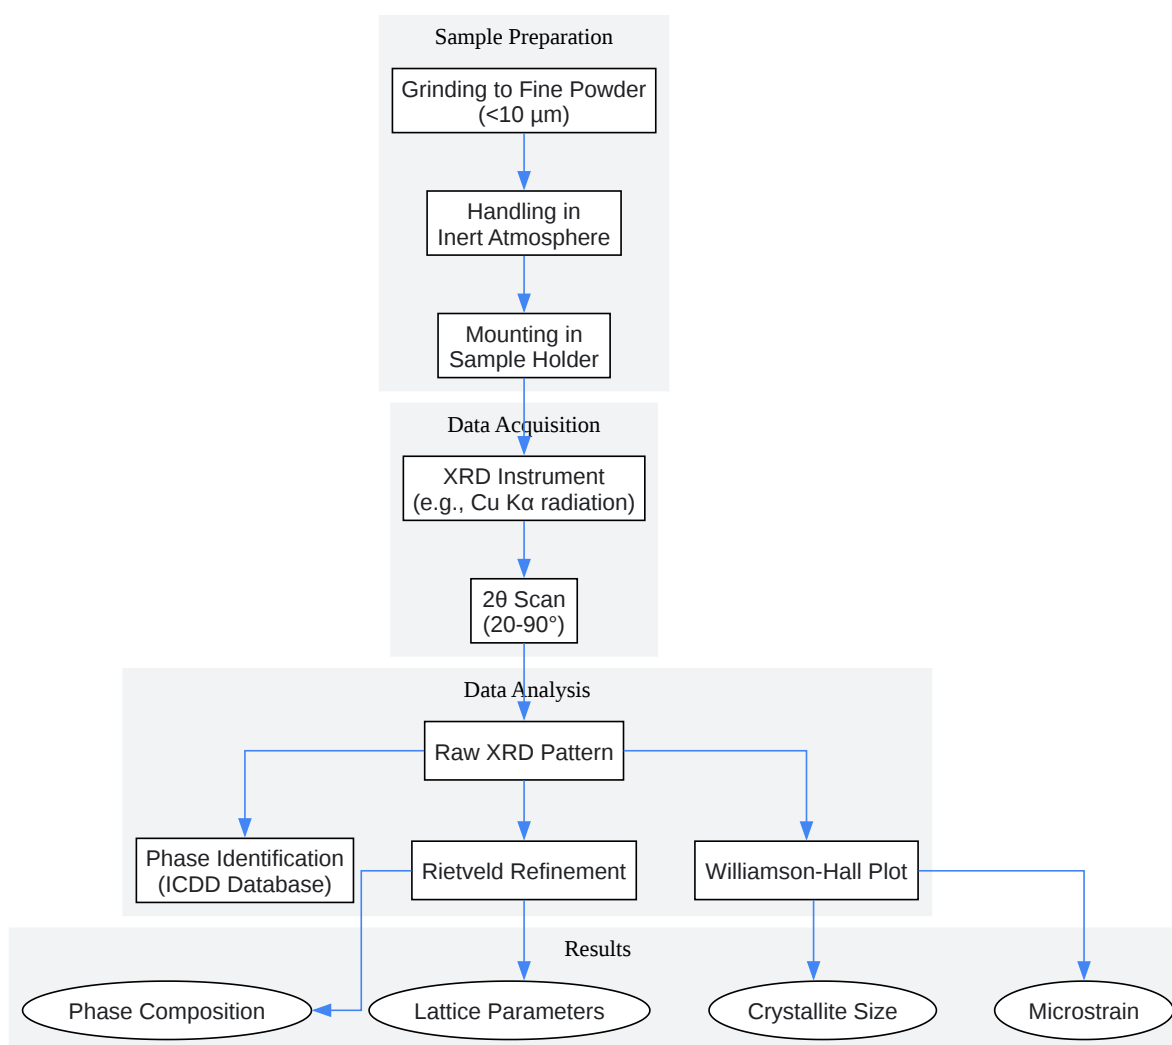 Sample Preparation
Grinding to Fine Powder
(<10 µm)
Handling in
Inert Atmosphere
Mounting in
Sample Holder
Data Acquisition
XRD Instrument
(e.g., Cu Kα radiation)
2θ Scan
(20-90°)
Data Analysis
Raw XRD Pattern
Phase Identification
(ICDD Database)
Rietveld Refinement
Williamson-Hall Plot
Results
Phase Composition
Lattice Parameters
Crystallite Size
Microstrain